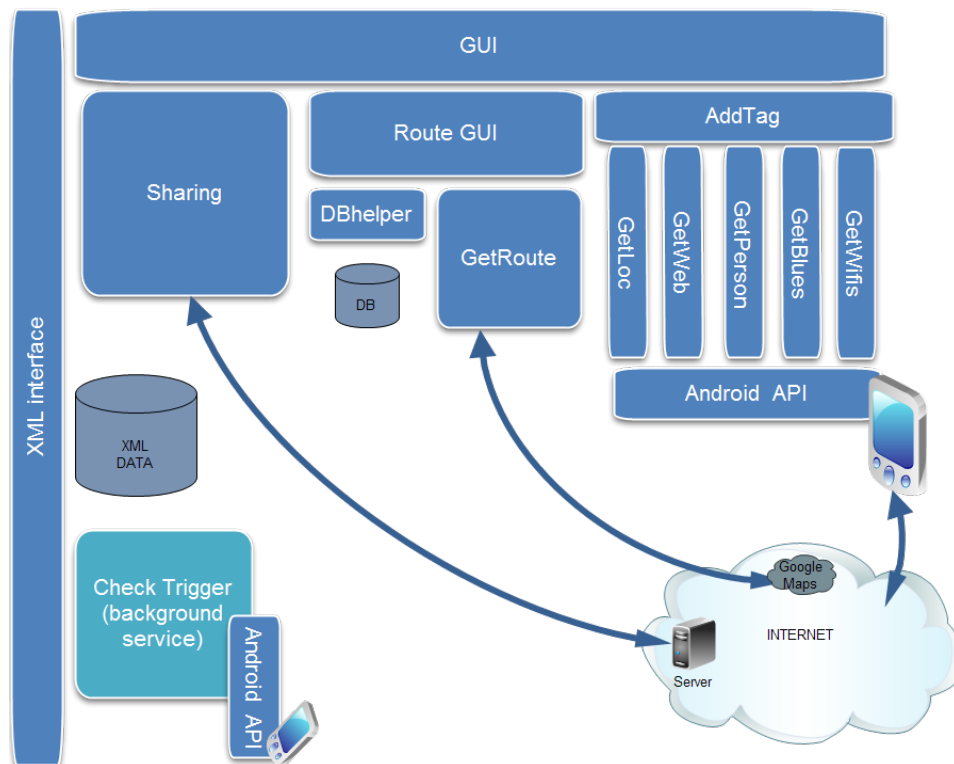 GUI
XML interface
Sharing
Route GUI
AddTag
DBhelper
GetRoute
DB
GetLoc
GetWeb
GetPerson
GetBlues
GetWifis
Android API
XML
DATA
Check Trigger
(background
service)
Android API
Google
Maps
INTERNET
Server